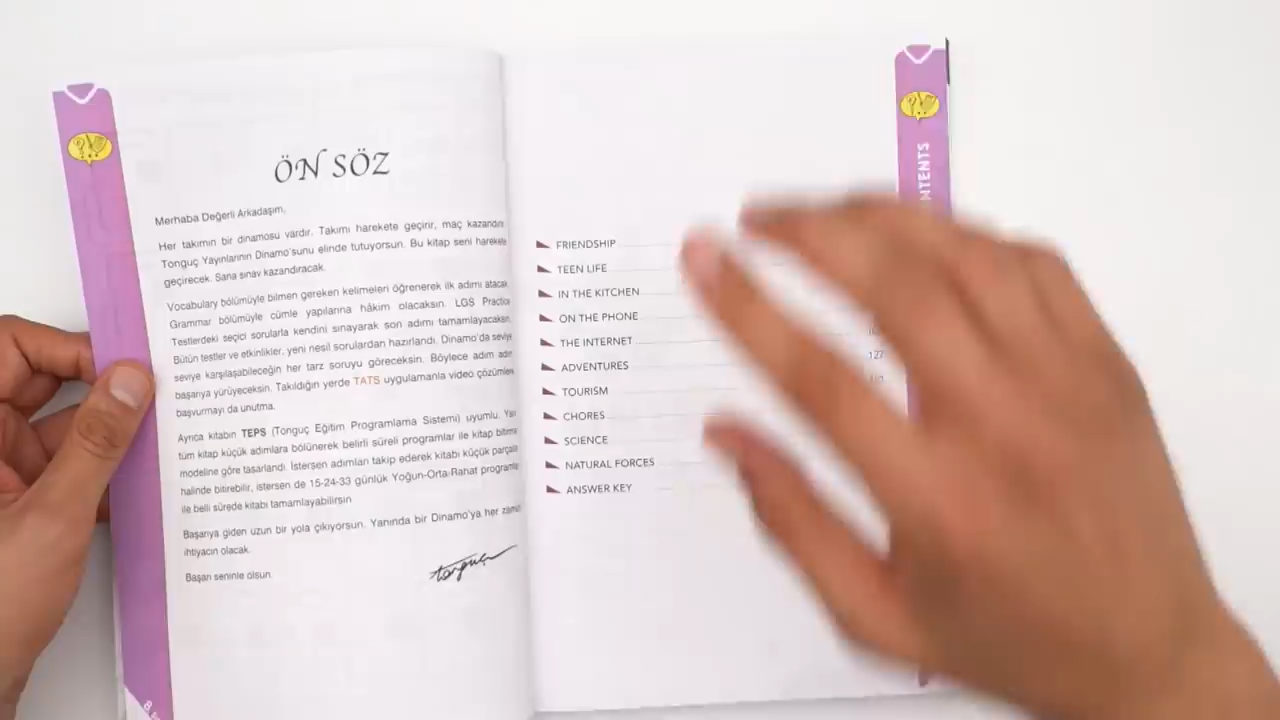 ÖN SÖZ
Merhaba Değerli Arkadaşım,
Her takımın bir dinamosu vardır. Takımı harekete geçirir, maç kazandırır.
Tonguç Yayınlarının Dinamo'sunu elinde tutuyorsun. Bu kitap seni harekete
geçirecek. Sana sınav kazandıracak.
Vocabulary bölümüyle bilmen gereken kelimeleri öğrenerek ilk adımı atacak,
Grammar bölümüyle cümle yapılarına hâkim olacaksın. LGS Practice
Testlerdeki seçici sorularla kendini sınayarak son adımı tamamlayacaksın.
Bütün testler ve etkinlikler, yeni nesil sorulardan hazırlandı. Dinamo'da
seviye karşılaşabileceğin her tarz soruyu göreceksin. Böylece adım adım
başarıya yürüyeceksin. Takıldığın yerde TATS uygulamanla video
başvurmayı da unutma.
Ayrıca kitabın TEPS (Tonguç Eğitim Programlama Sistemi) uyumlu. Yani
tüm kitap küçük adımlara bölünerek belirli süreli programlar ile kitap bitirme
modeline göre tasarlandı. İstersen adımları takip ederek kitabı küçük
halinde bitirebilir, istersen de 15-24-33 günlük Yoğun-Orta-Rahat
ile belli sürede kitabı tamamlayabilirsin
Başarıya giden uzun bir yola çıkıyorsun. Yanında bir Dinamo'ya her zaman
ihtiyacın olacak.
Başarı seninle olsun.
tonguç
NTENTS
FRIENDSHIP
TEEN LIFE
IN THE KITCHEN
ON THE PHONE
THE INTERNET
ADVENTURES 127
TOURISM
CHORES
SCIENCE
NATURAL FORCES
ANSWER KEY